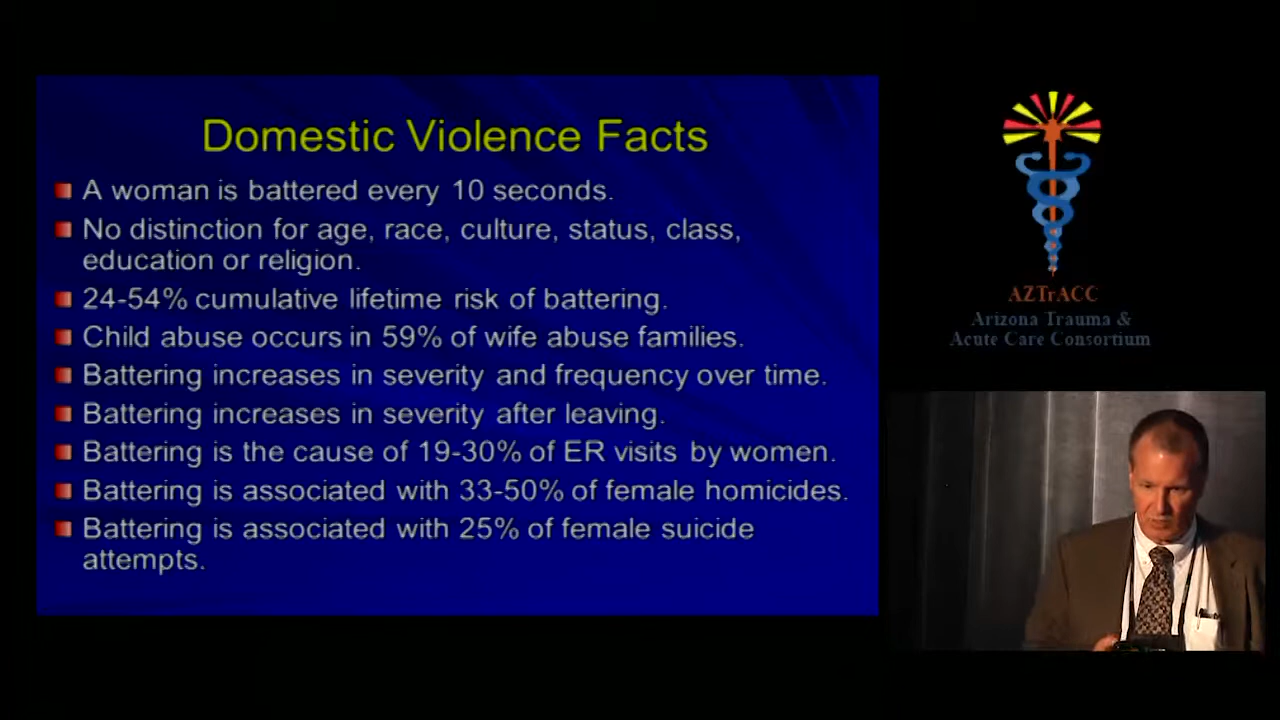 Domestic Violence Facts
A woman is battered every 10 seconds.
No distinction for age, race, culture, status, class,
education or religion.
24-54% cumulative lifetime risk of battering.
Child abuse occurs in 59% of wife abuse families.
Battering increases in severity and frequency over time.
Battering increases in severity after leaving.
Battering is the cause of 19-30% of ER visits by women.
Battering is associated with 33-50% of female homicides.
Battering is associated with 25% of female suicide
attempts.
AZTrACC
Arizona Trauma &
Acute Care Consortium